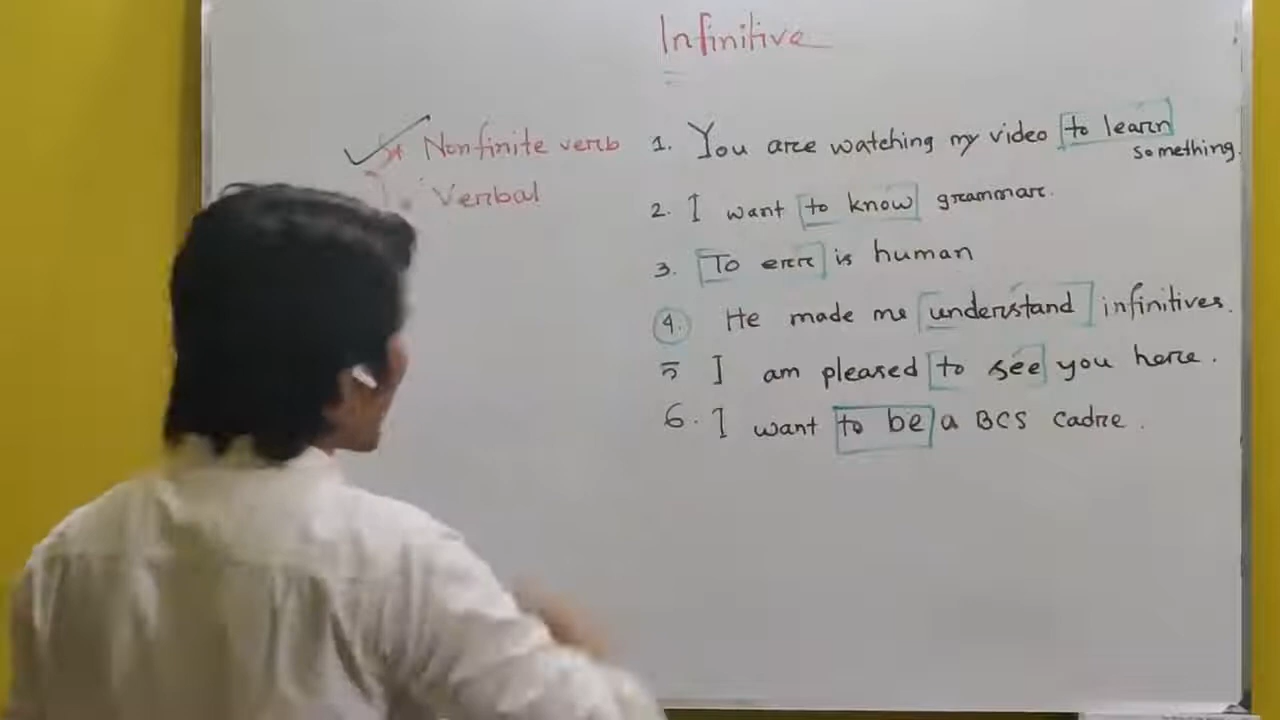 Infinitive
Nonfinite verb
Verbal
1. You are watching my video to learn
something.
2. I want to know grammar.
3. To err is human
4. He made me understand infinitives.
5 I am pleased to see you here.
6. I want to be a BCS cadre.